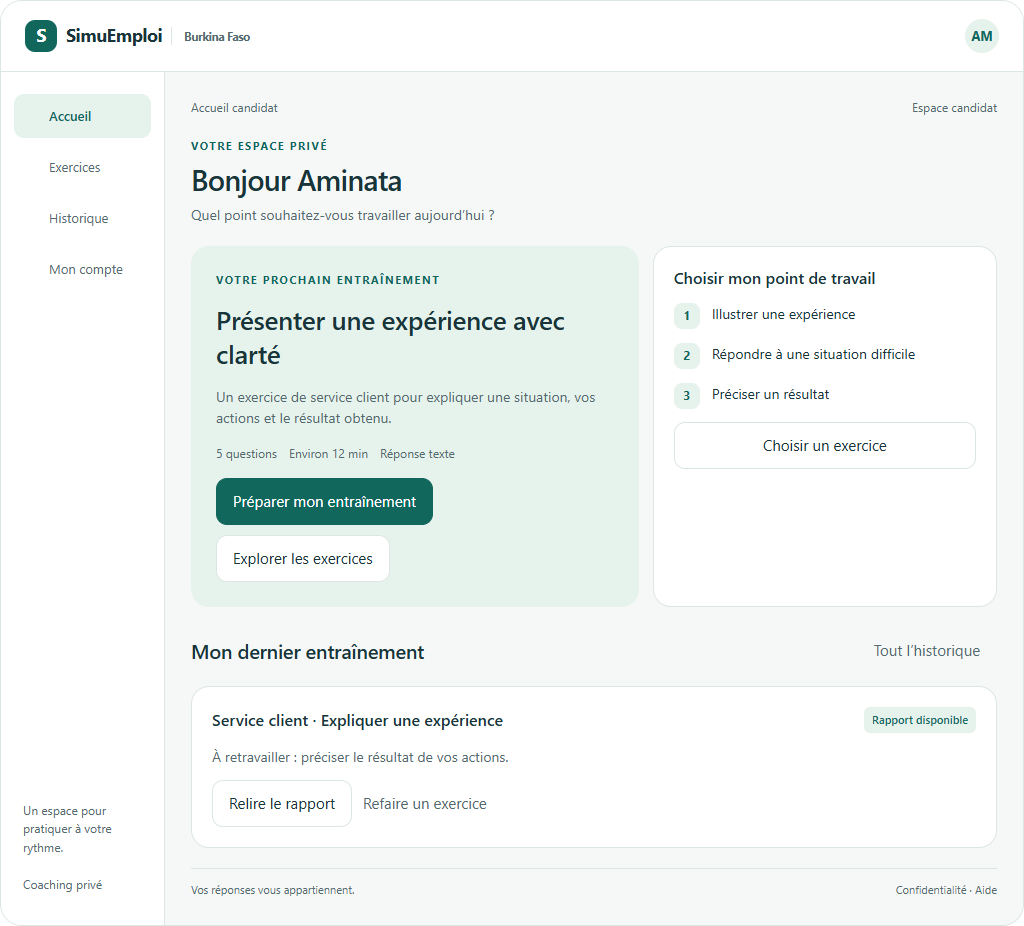 S SimuEmploi Burkina Faso AM
Accueil
Exercices
Historique
Mon compte
Un espace pour
pratiquer à votre
rythme.
Coaching privé
Accueil candidat Espace candidat
VOTRE ESPACE PRIVÉ
Bonjour Aminata
Quel point souhaitez-vous travailler aujourd’hui ?
VOTRE PROCHAIN ENTRAÎNEMENT
Présenter une expérience avec
clarté
Un exercice de service client pour expliquer une situation, vos
actions et le résultat obtenu.
5 questions Environ 12 min Réponse texte
Préparer mon entraînement
Explorer les exercices
Choisir mon point de travail
1 Illustrer une expérience
2 Répondre à une situation difficile
3 Préciser un résultat
Choisir un exercice
Mon dernier entraînement Tout l’historique
Service client · Expliquer une expérience Rapport disponible
À retravailler : préciser le résultat de vos actions.
Relire le rapport Refaire un exercice
Vos réponses vous appartiennent. Confidentialité · Aide